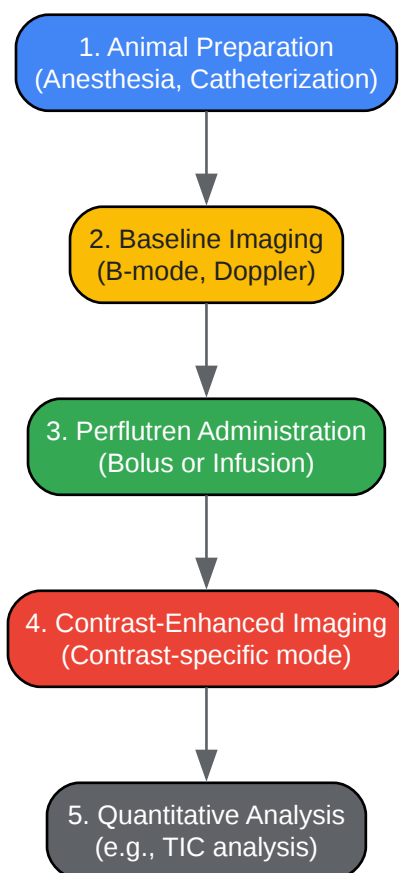 1. Animal Preparation
(Anesthesia, Catheterization)
2. Baseline Imaging
(B-mode, Doppler)
3. Perflutren Administration
(Bolus or Infusion)
4. Contrast-Enhanced Imaging
(Contrast-specific mode)
5. Quantitative Analysis
(e.g., TIC analysis)